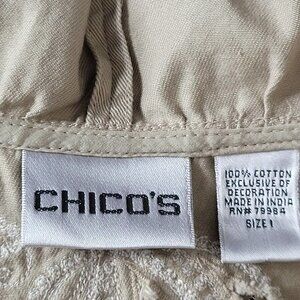 CHICO'S
100% COTTON
EXCLUSIVE OF
DECORATION
MADE IN INDIA
RN# 79984
SIZE 1